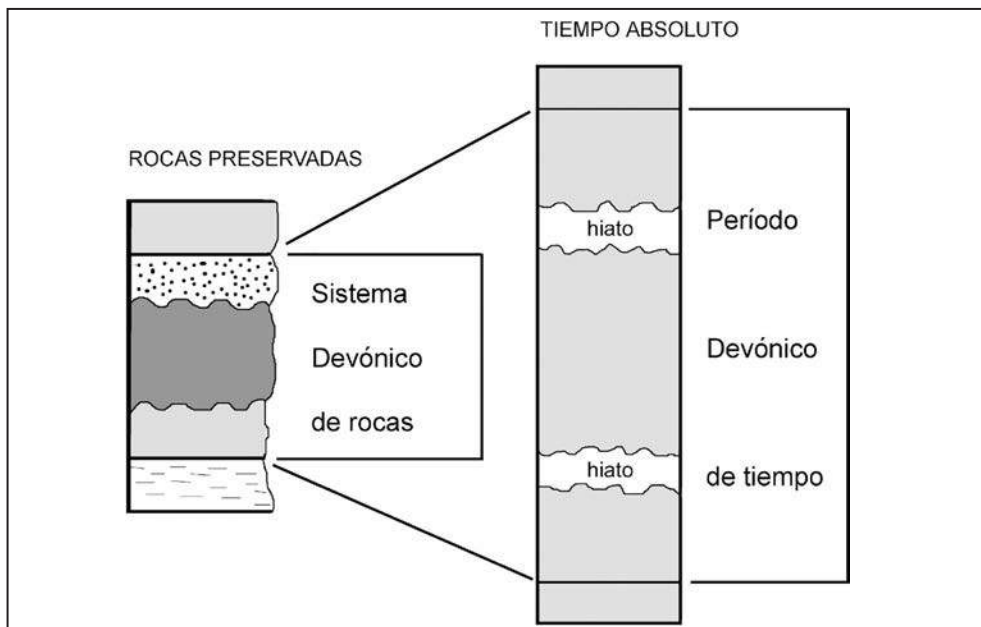 TIEMPO ABSOLUTO
ROCAS PRESERVADAS
Sistema
Devónico
de rocas
hiato
Período
Devónico
hiato
de tiempo